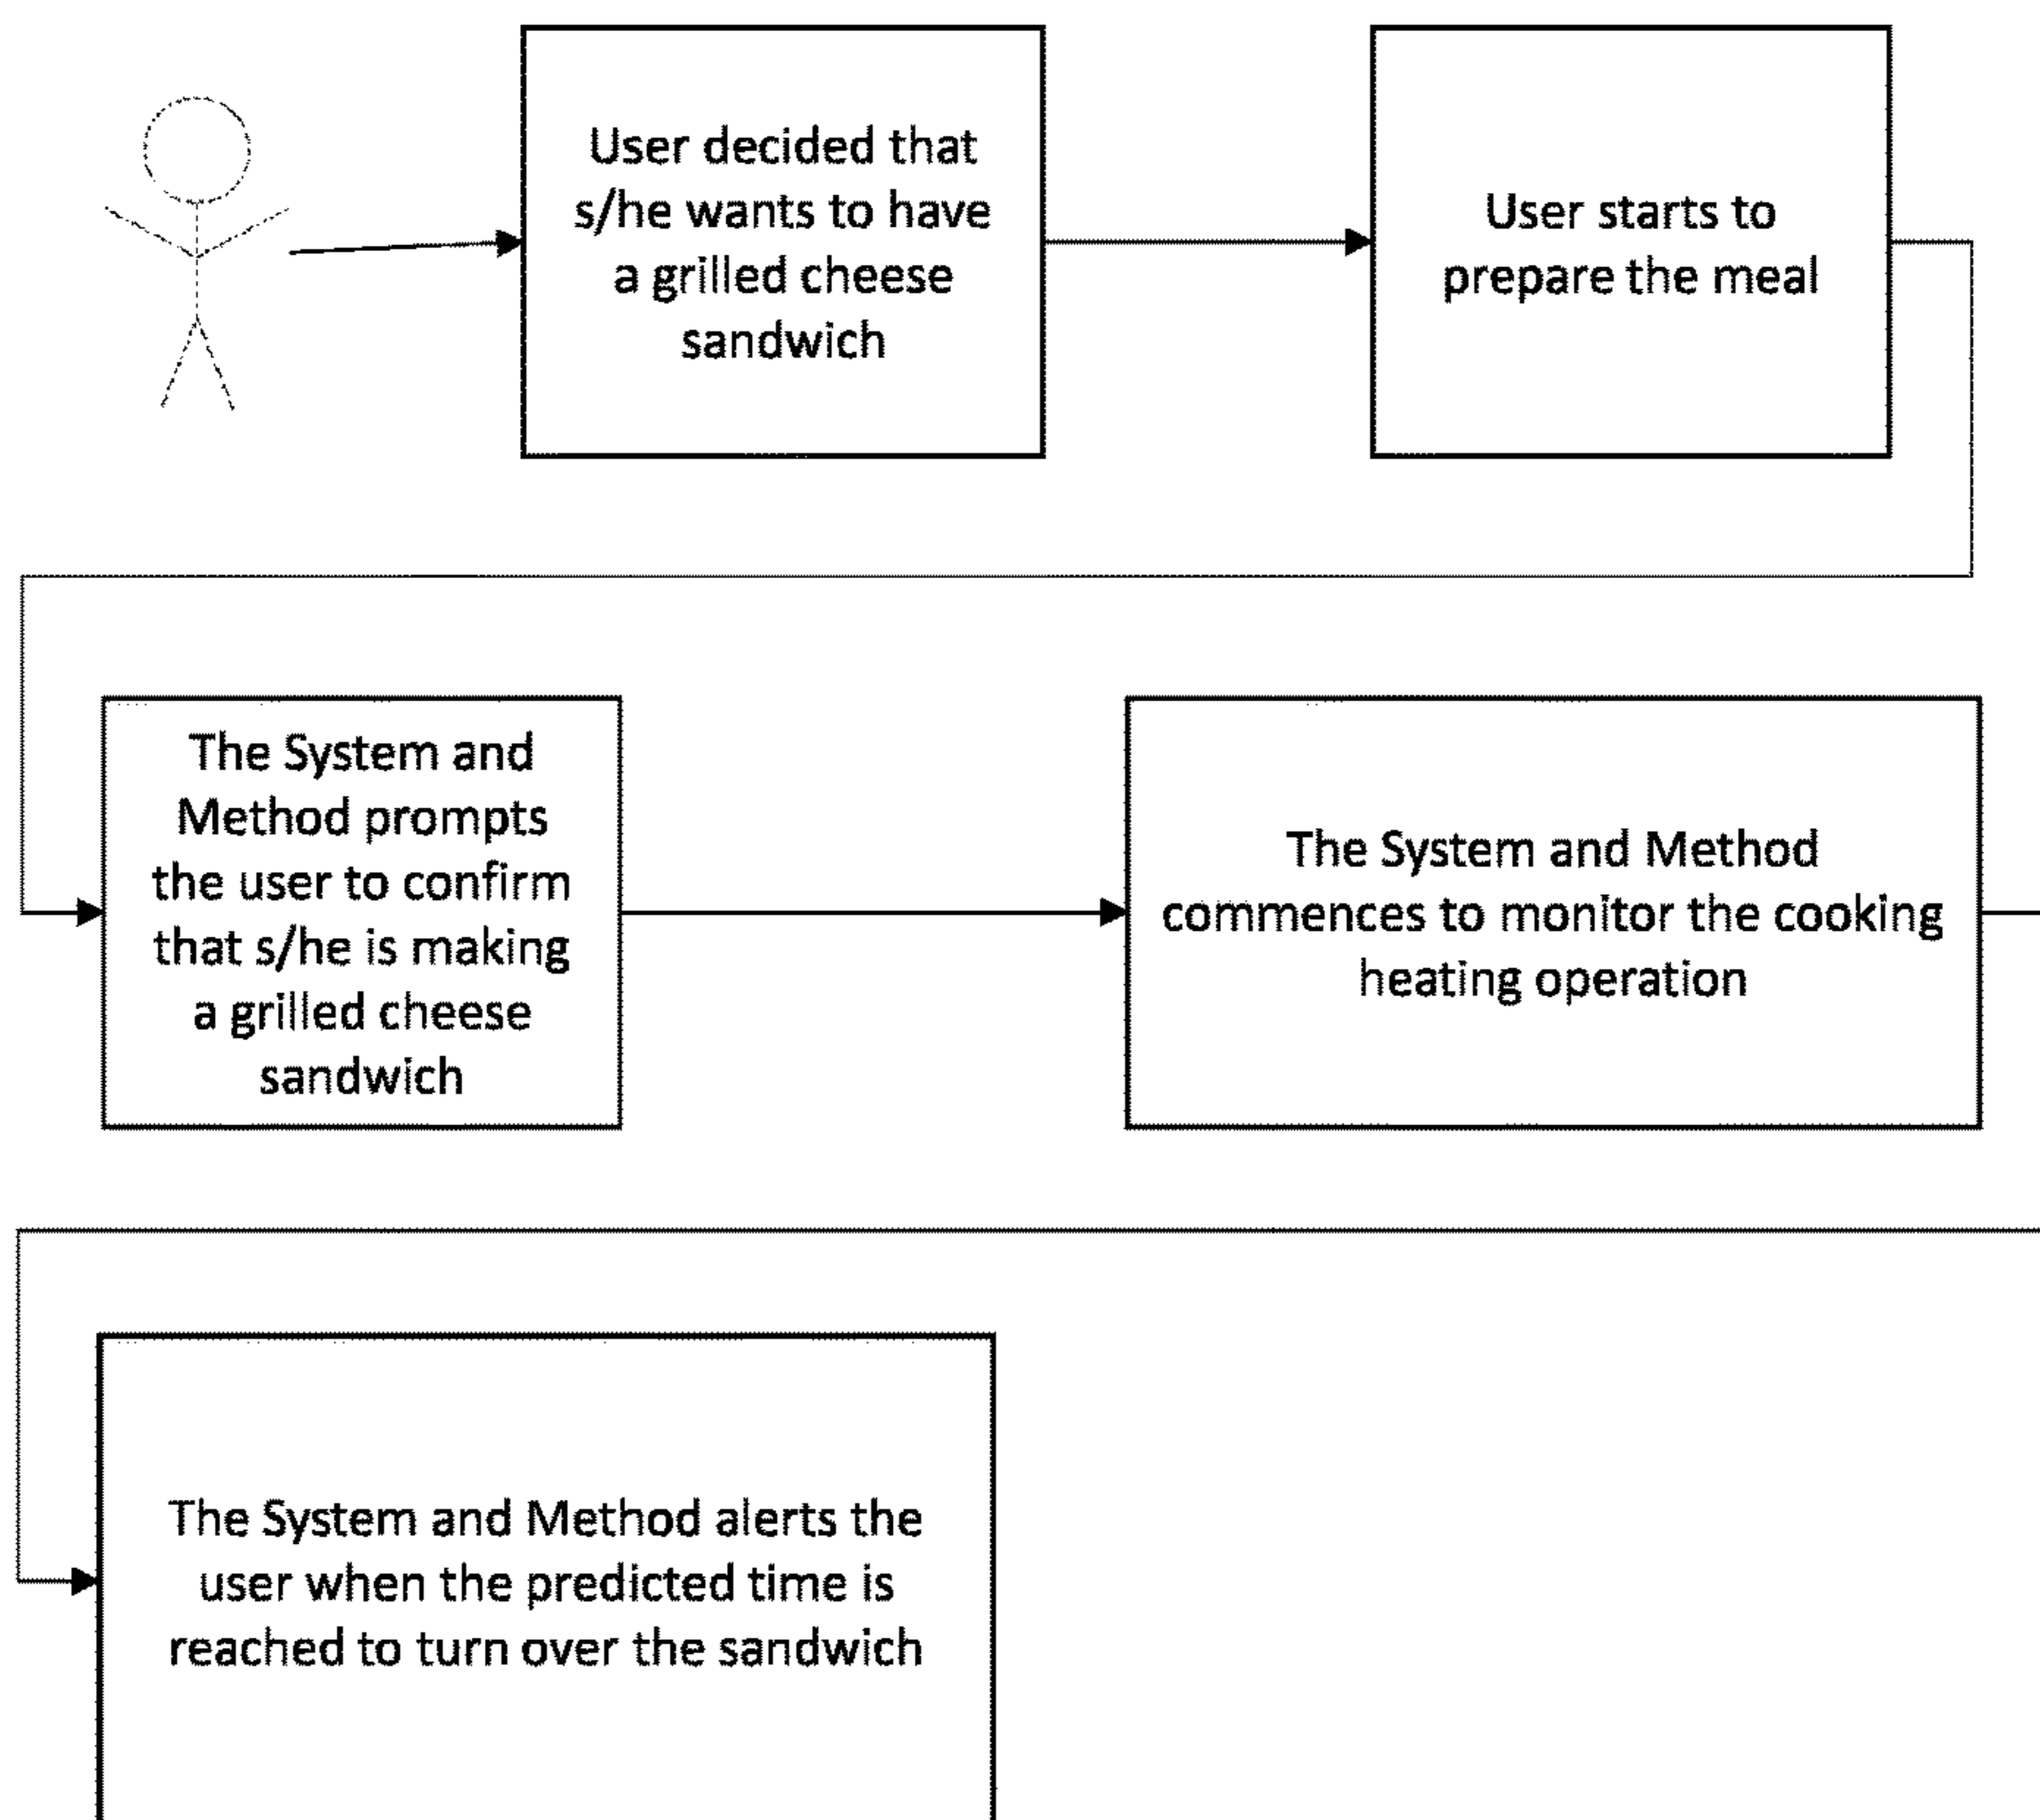 User decided that
s/he wants to have
a grilled cheese
sandwich
User starts to
prepare the meal
The System and
Method prompts
the user to confirm
that s/he is making
a grilled cheese
sandwich
The System and Method
commences to monitor the cooking
heating operation
The System and Method alerts the
user when the predicted time is
reached to turn over the sandwich